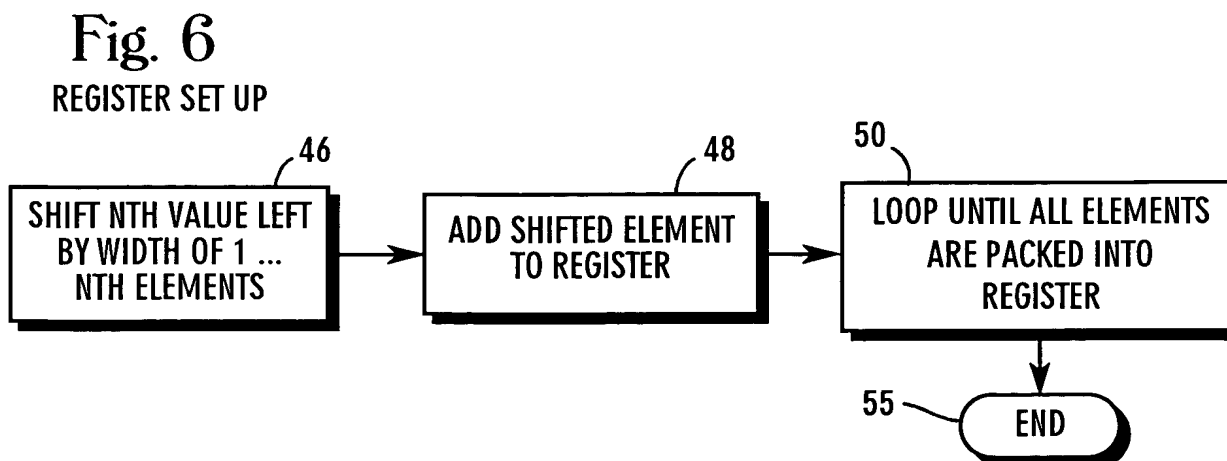 Fig. 6
REGISTER SET UP
46
SHIFT NTH VALUE LEFT
BY WIDTH OF 1 ...
NTH ELEMENTS
48
ADD SHIFTED ELEMENT
TO REGISTER
50
LOOP UNTIL ALL ELEMENTS
ARE PACKED INTO
REGISTER
55
END